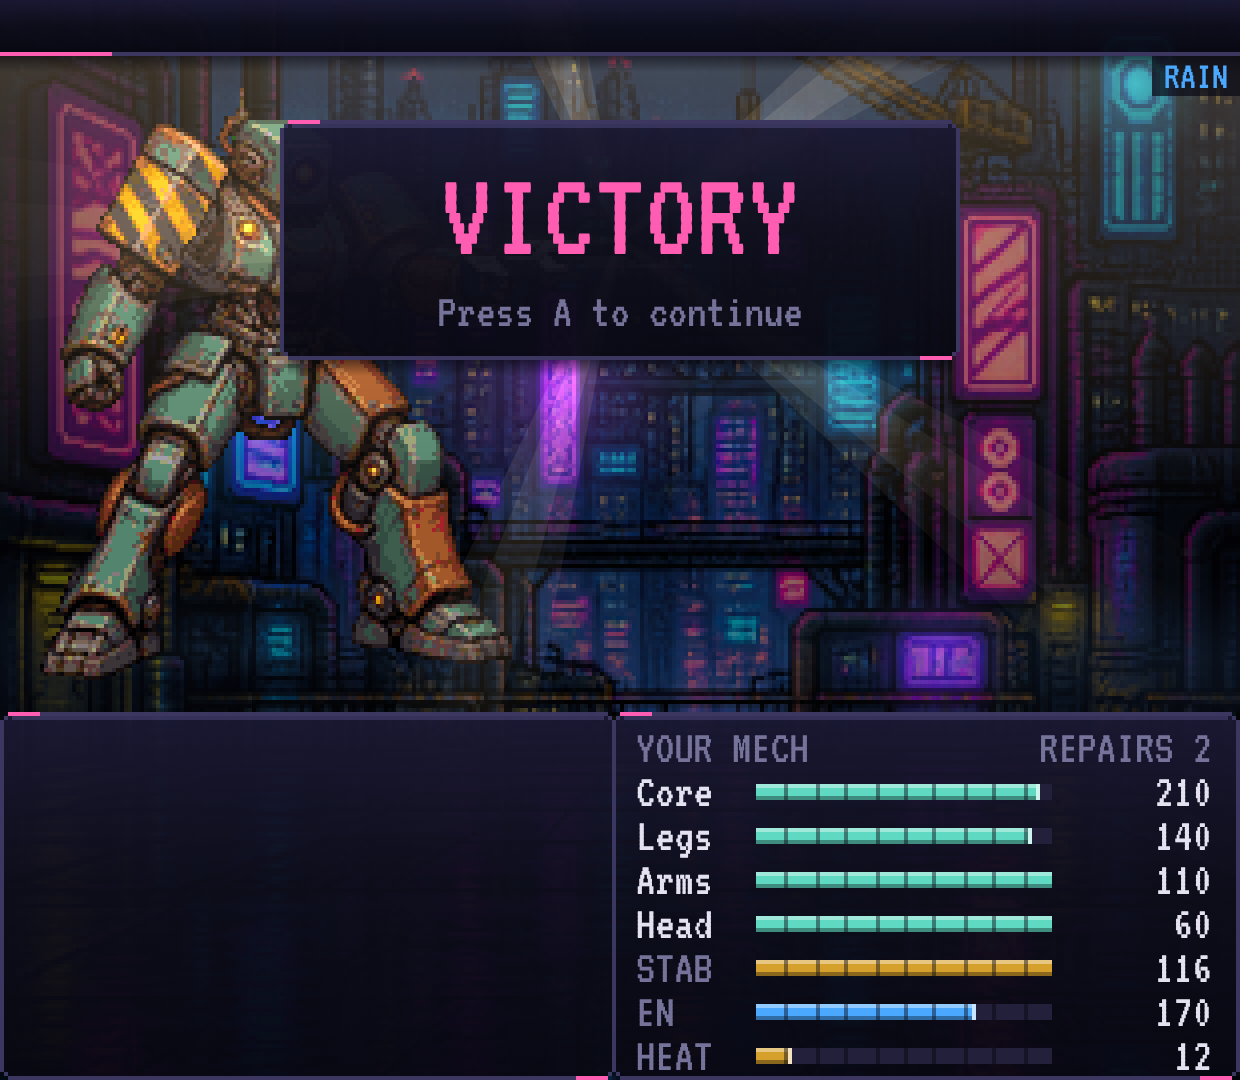 RAIN
VICTORY
Press A to continue
YOUR MECH REPAIRS 2
Core 210
Legs 140
Arms 110
Head 60
STAB 116
EN 170
HEAT 12